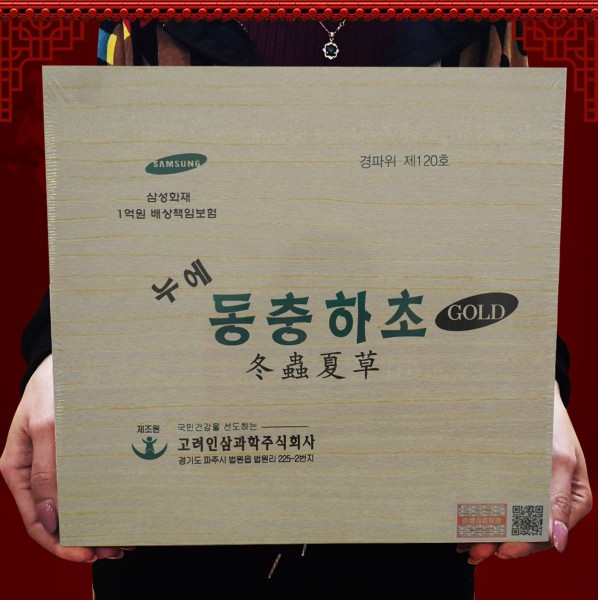 SAMSUNG
경파위 제120호
삼성화재
1억원 배상책임보험
누에
동충하초 GOLD
冬蟲夏草
제조원
국민건강을 선도하는
고려인삼과학주식회사
경기도 파주시 법원읍 법원리 225-2번지